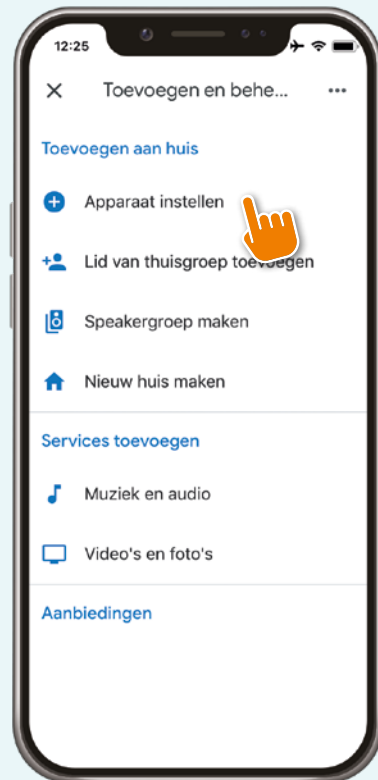 12:25
Toevoegen en behe...
Toevoegen aan huis
Apparaat instellen
Lid van thuisgroep toevoegen
Speakergroep maken
Nieuw huis maken
Services toevoegen
Muziek en audio
Video's en foto's
Aanbiedingen